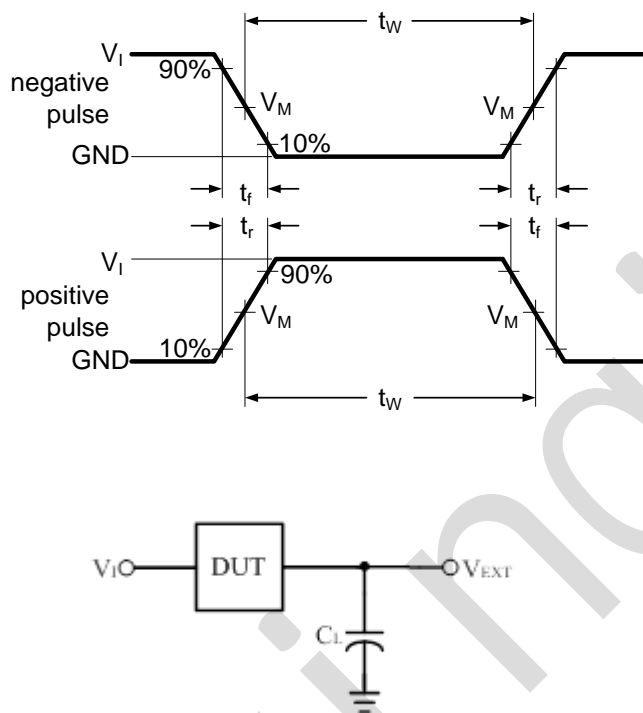 tW
VI
90%
negative
pulse
VM
VM
GND
10%
tf
tr
tr
tf
VI
90%
positive
pulse
VM
VM
10%
GND
tW
VI
DUT
VEXT
CL